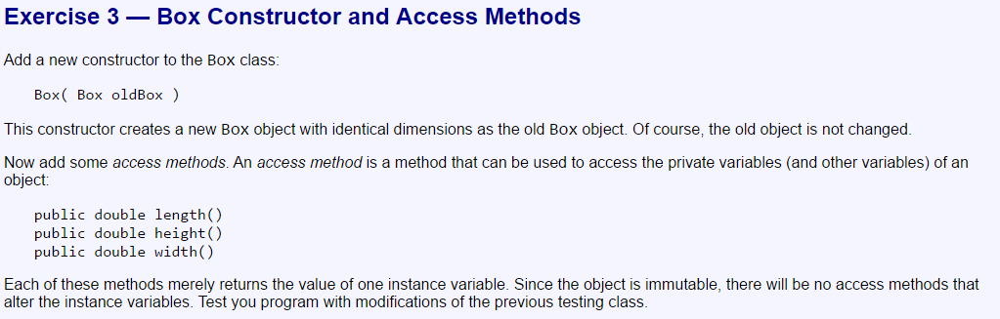 Exercise 3 — Box Constructor and Access Methods
Add a new constructor to the Box class:
Box( Box oldBox )
This constructor creates a new Box object with identical dimensions as the old Box object. Of course, the old object is not changed.
Now add some access methods. An access method is a method that can be used to access the private variables (and other variables) of an
object:
public double length()
public double height()
public double width()
Each of these methods merely returns the value of one instance variable. Since the object is immutable, there will be no access methods that
alter the instance variables. Test you program with modifications of the previous testing class.